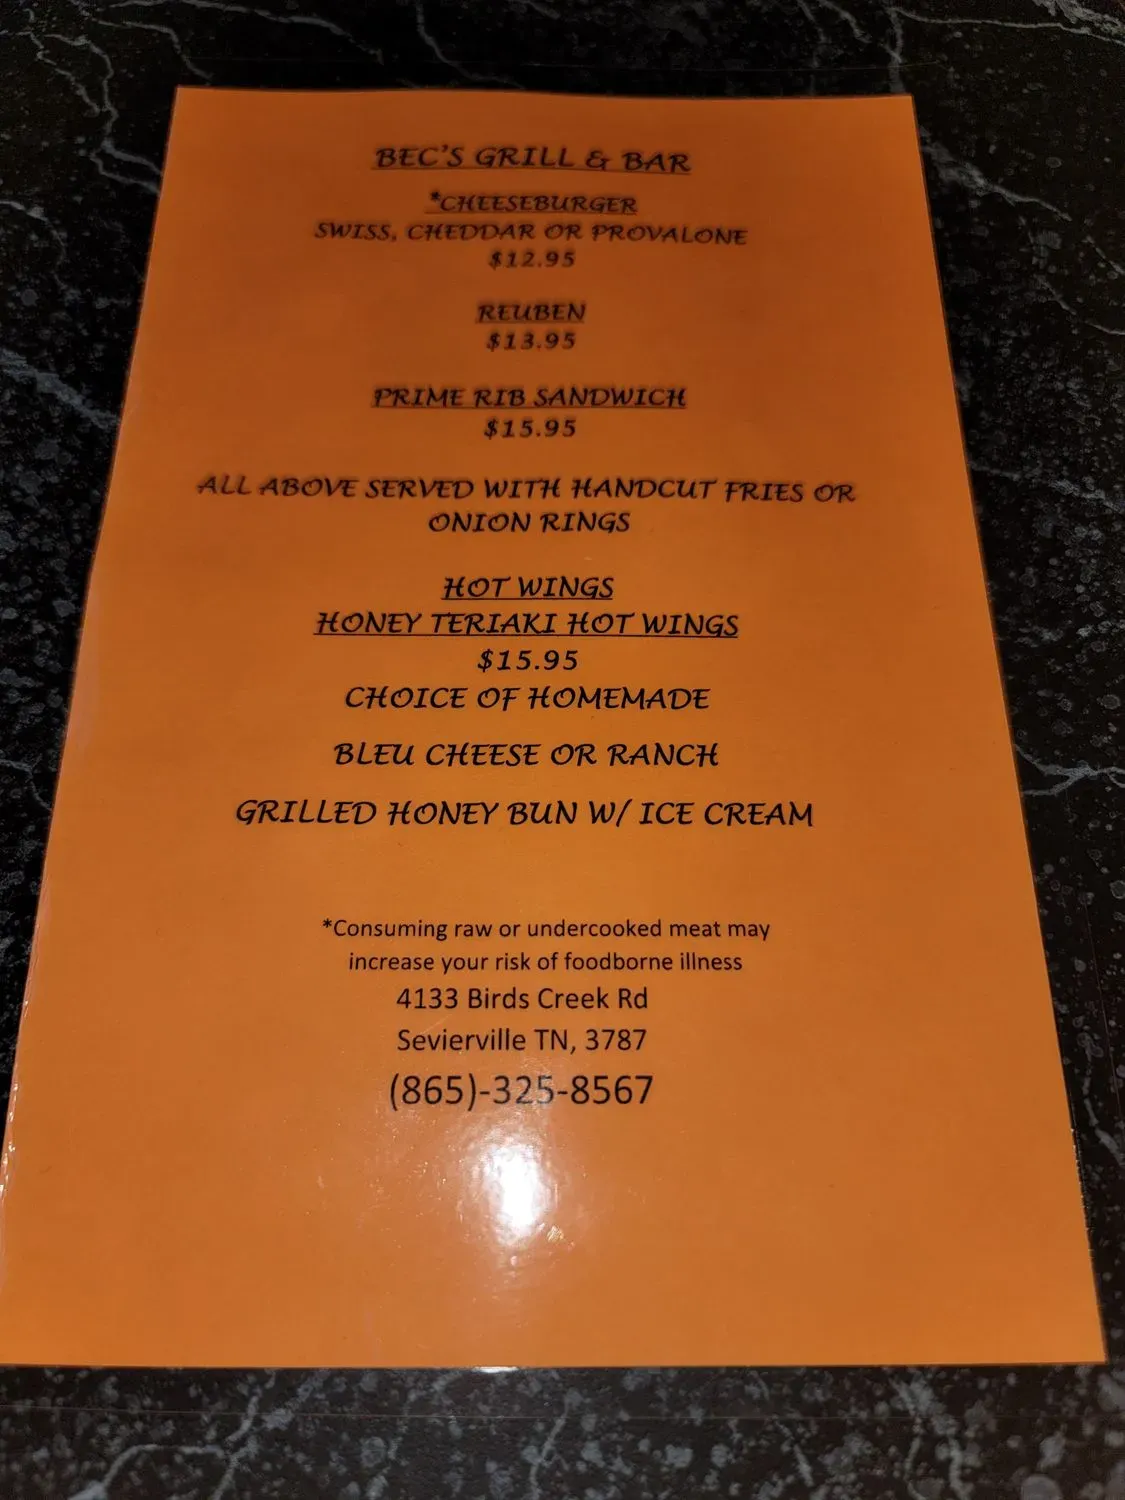 BEC'S GRILL & BAR
*CHEESEBURGER
SWISS, CHEDDAR OR PROVALONE
$12.95
REUBEN
$13.95
PRIME RIB SANDWICH
$15.95
ALL ABOVE SERVED WITH HANDCUT FRIES OR
ONION RINGS
HOT WINGS
HONEY TERIAKI HOT WINGS
$15.95
CHOICE OF HOMEMADE
BLEU CHEESE OR RANCH
GRILLED HONEY BUN W/ ICE CREAM
*Consuming raw or undercooked meat may
increase your risk of foodborne illness
4133 Birds Creek Rd
Sevierville TN, 3787
(865)-325-8567